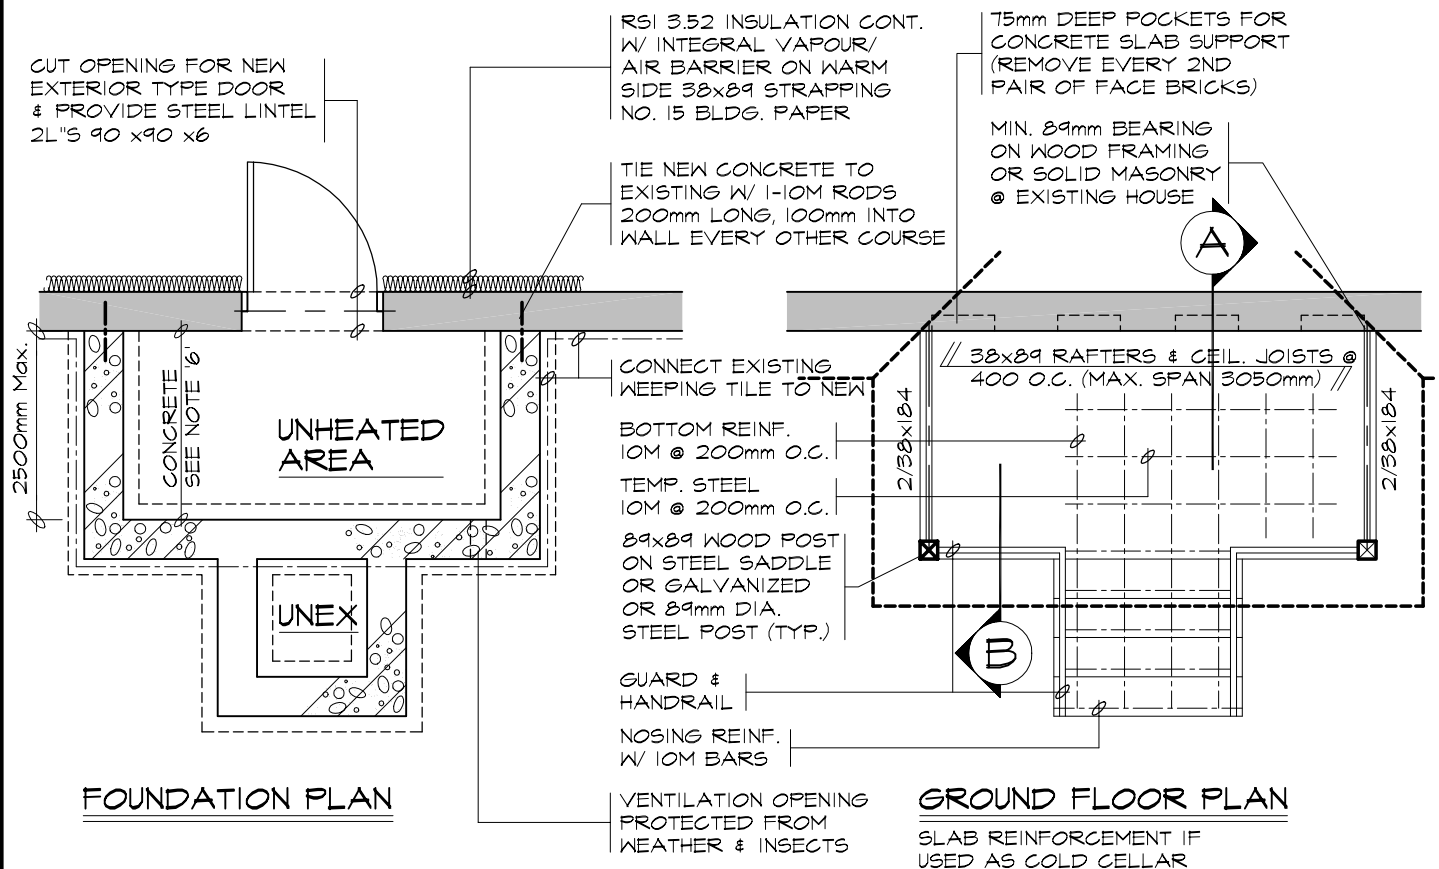 CUT OPENING FOR NEW
EXTERIOR TYPE DOOR
& PROVIDE STEEL LINTEL
2L"S 90 x90 x6
RSI 3.52 INSULATION CONT.
W/ INTEGRAL VAPOUR/
AIR BARRIER ON WARM
SIDE 38x89 STRAPPING
NO. 15 BLDG. PAPER
TIE NEW CONCRETE TO
EXISTING W/ 1-10M RODS
200mm LONG, 100mm INTO
WALL EVERY OTHER COURSE
75mm DEEP POCKETS FOR
CONCRETE SLAB SUPPORT
(REMOVE EVERY 2ND
PAIR OF FACE BRICKS)
MIN. 89mm BEARING
ON WOOD FRAMING
OR SOLID MASONRY
@ EXISTING HOUSE
A
2500mm Max.
CONCRETE
SEE NOTE '6'
UNHEATED
AREA
UNEX
CONNECT EXISTING
WEEPING TILE TO NEW
BOTTOM REINF.
10M @ 200mm O.C.
TEMP. STEEL
10M @ 200mm O.C.
89x89 WOOD POST
ON STEEL SADDLE
OR GALVANIZED
OR 89mm DIA.
STEEL POST (TYP.)
GUARD &
HANDRAIL
NOSING REINF.
W/ 10M BARS
VENTILATION OPENING
PROTECTED FROM
WEATHER & INSECTS
// 38x89 RAFTERS & CEIL. JOISTS @
400 O.C. (MAX. SPAN 3050mm) //
2/38x184
2/38x184
B
FOUNDATION PLAN
GROUND FLOOR PLAN
SLAB REINFORCEMENT IF
USED AS COLD CELLAR